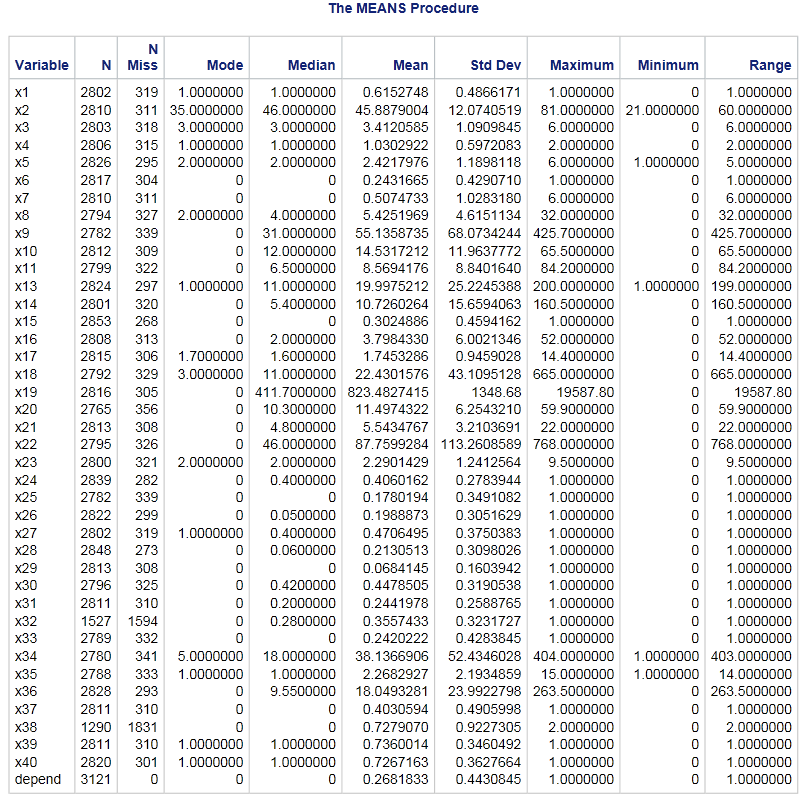 The MEANS Procedure
N
Variable N Miss Mode Median Mean Std Dev Maximum Minimum Range
x1 2802 319 1.0000000 1.0000000 0.6152748 0.4866171 1.0000000 0 1.0000000
x2 2810 311 35.0000000 46.0000000 45.8879004 12.0740519 81.0000000 21.0000000 60.0000000
x3 2803 318 3.0000000 3.0000000 3.4120585 1.0909845 6.0000000 0 6.0000000
x4 2806 315 1.0000000 1.0000000 1.0302922 0.5972083 2.0000000 0 2.0000000
x5 2826 295 2.0000000 2.0000000 2.4217976 1.1898118 6.0000000 1.0000000 5.0000000
x6 2817 304 0 0 0.2431665 0.4290710 1.0000000 0 1.0000000
x7 2810 311 0 0 0.5074733 1.0283180 6.0000000 0 6.0000000
x8 2794 327 2.0000000 4.0000000 5.4251969 4.6151134 32.0000000 0 32.0000000
x9 2782 339 0 31.0000000 55.1358735 68.0734244 425.7000000 0 425.7000000
x10 2812 309 0 12.0000000 14.5317212 11.9637772 65.5000000 0 65.5000000
x11 2799 322 0 6.5000000 8.5694176 8.8401640 84.2000000 0 84.2000000
x13 2824 297 1.0000000 11.0000000 19.9975212 25.2245388 200.0000000 1.0000000 199.0000000
x14 2801 320 0 5.4000000 10.7260264 15.6594063 160.5000000 0 160.5000000
x15 2853 268 0 0 0.3024886 0.4594162 1.0000000 0 1.0000000
x16 2808 313 0 2.0000000 3.7984330 6.0021346 52.0000000 0 52.0000000
x17 2815 306 1.7000000 1.6000000 1.7453286 0.9459028 14.4000000 0 14.4000000
x18 2792 329 3.0000000 11.0000000 22.4301576 43.1095128 665.0000000 0 665.0000000
x19 2816 305 0 411.7000000 823.4827415 1348.68 19587.80 0 19587.80
x20 2765 356 0 10.3000000 11.4974322 6.2543210 59.9000000 0 59.9000000
x21 2813 308 0 4.8000000 5.5434767 3.2103691 22.0000000 0 22.0000000
x22 2795 326 0 46.0000000 87.7599284 113.2608589 768.0000000 0 768.0000000
x23 2800 321 2.0000000 2.0000000 2.2901429 1.2412564 9.5000000 0 9.5000000
x24 2839 282 0 0.4000000 0.4060162 0.2783944 1.0000000 0 1.0000000
x25 2782 339 0 0 0.1780194 0.3491082 1.0000000 0 1.0000000
x26 2822 299 0 0.0500000 0.1988873 0.3051629 1.0000000 0 1.0000000
x27 2802 319 1.0000000 0.4000000 0.4706495 0.3750383 1.0000000 0 1.0000000
x28 2848 273 0 0.0600000 0.2130513 0.3098026 1.0000000 0 1.0000000
x29 2813 308 0 0 0.0684145 0.1603942 1.0000000 0 1.0000000
x30 2796 325 0 0.4200000 0.4478505 0.3190538 1.0000000 0 1.0000000
x31 2811 310 0 0.2000000 0.2441978 0.2588765 1.0000000 0 1.0000000
x32 1527 1594 0 0.2800000 0.3557433 0.3231727 1.0000000 0 1.0000000
x33 2789 332 0 0 0.2420222 0.4283845 1.0000000 0 1.0000000
x34 2780 341 5.0000000 18.0000000 38.1366906 52.4346028 404.0000000 1.0000000 403.0000000
x35 2788 333 1.0000000 1.0000000 2.2682927 2.1934859 15.0000000 1.0000000 14.0000000
x36 2828 293 0 9.5500000 18.0493281 23.9922798 263.5000000 0 263.5000000
x37 2811 310 0 0 0.4030594 0.4905998 1.0000000 0 1.0000000
x38 1290 1831 0 0 0.7279070 0.9227305 2.0000000 0 2.0000000
x39 2811 310 1.0000000 1.0000000 0.7360014 0.3460492 1.0000000 0 1.0000000
x40 2820 301 1.0000000 1.0000000 0.7267163 0.3627664 1.0000000 0 1.0000000
depend 3121 0 0 0 0.2681833 0.4430845 1.0000000 0 1.0000000